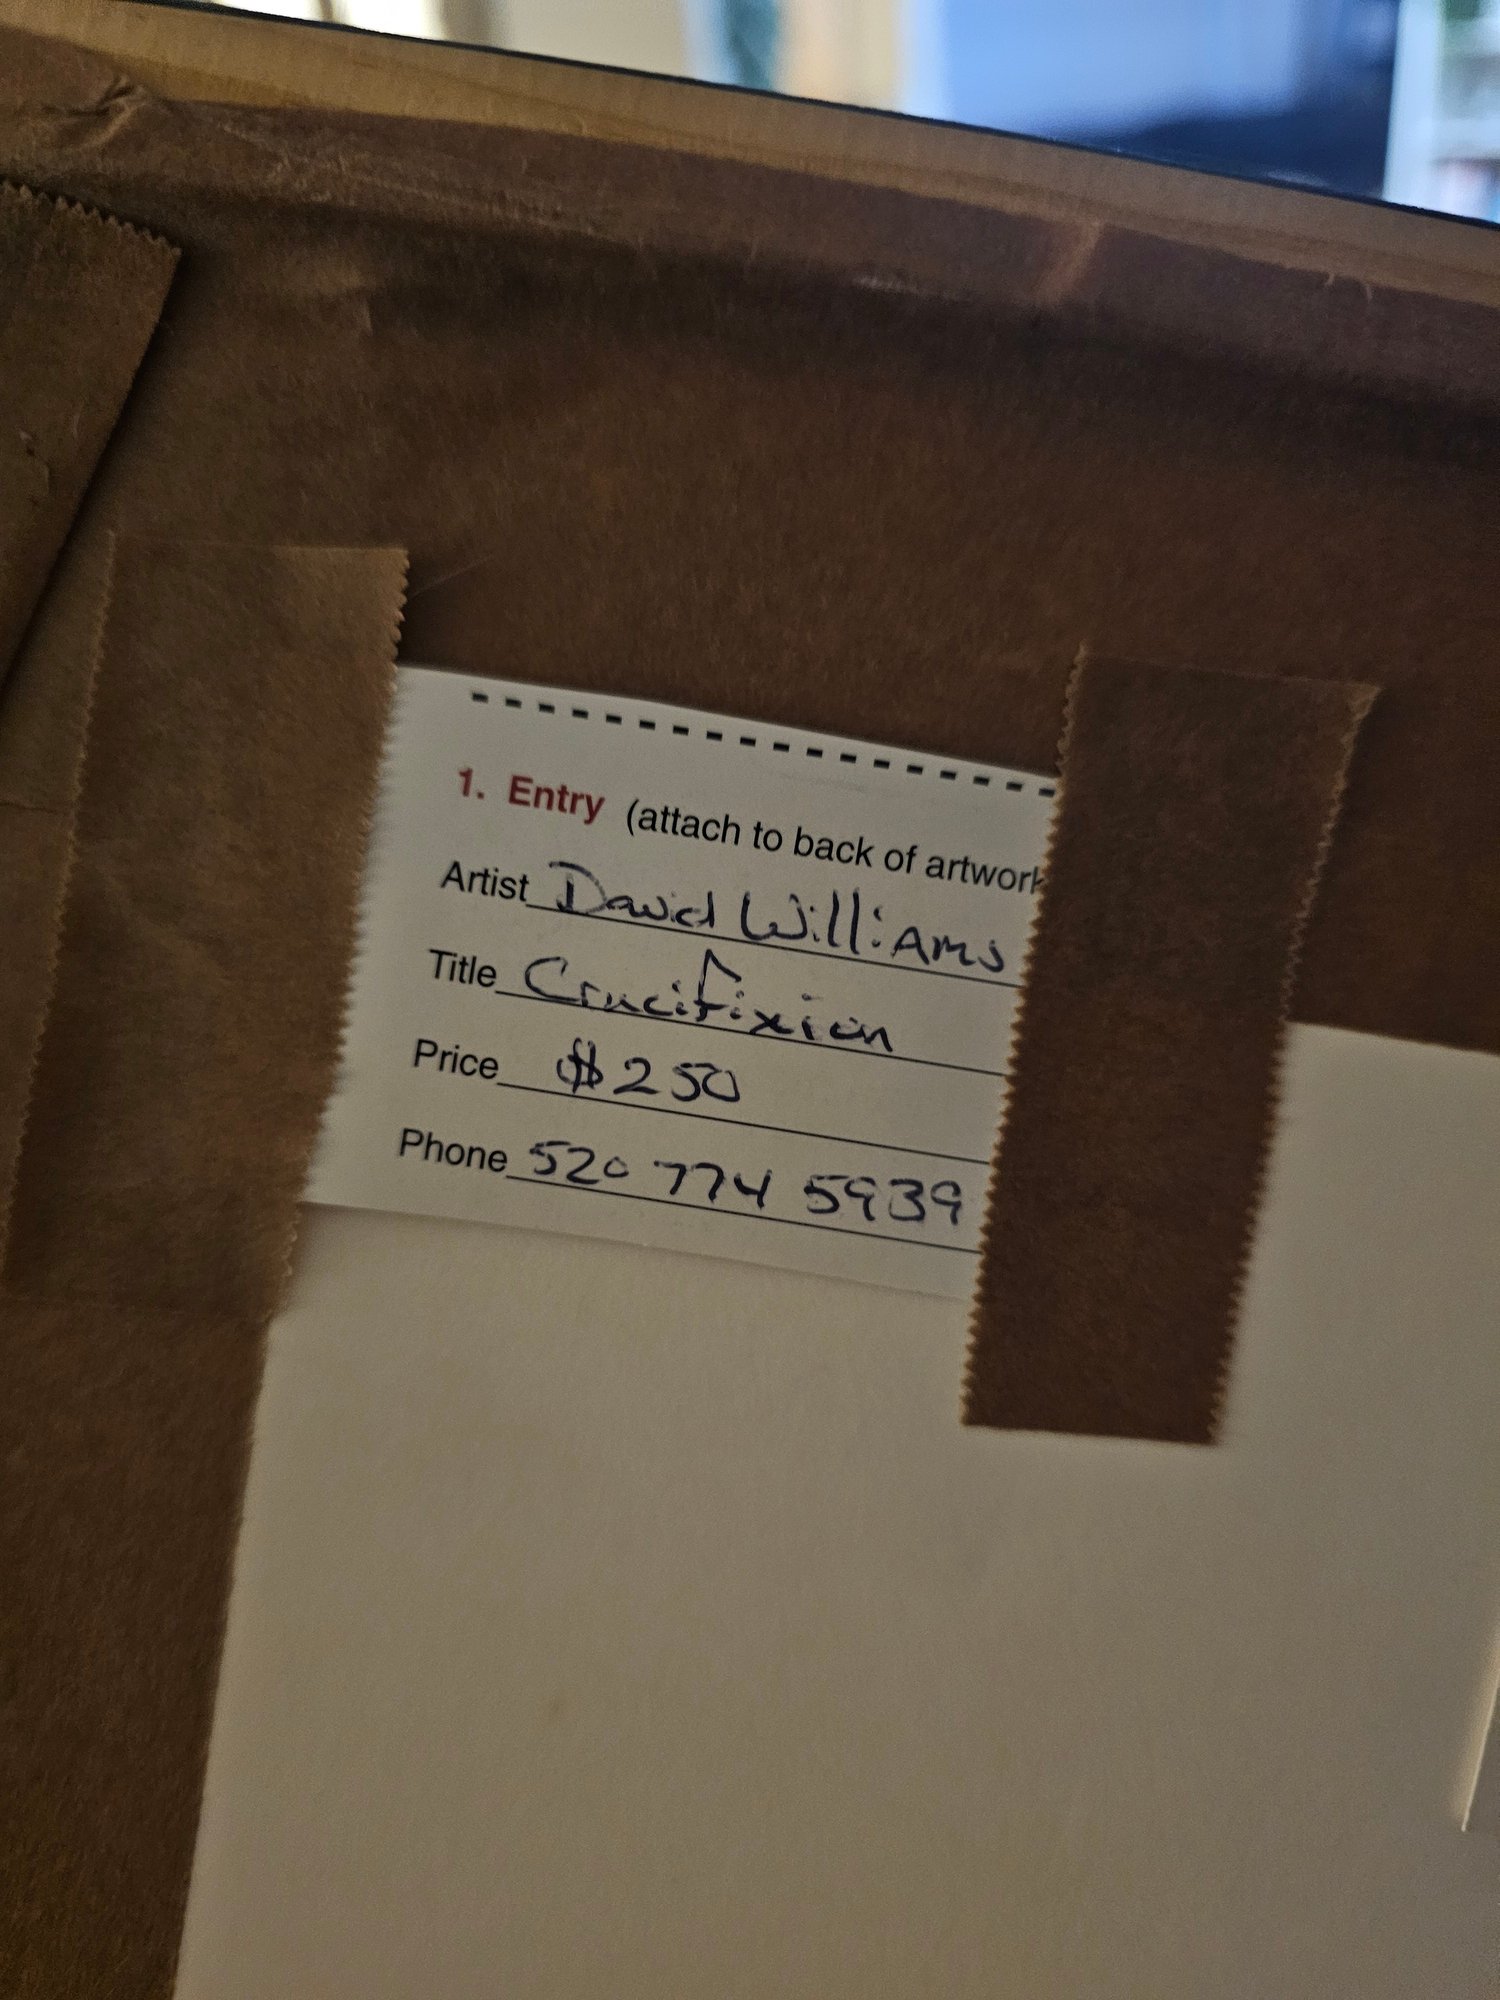 1. Entry (attach to back of artwork
Artist David Williams
Title Crucifixion
Price $250
Phone 520 774 5939